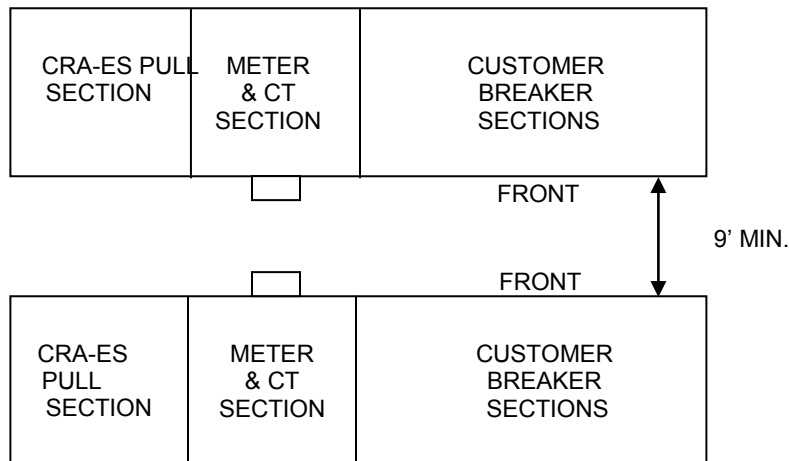 CRA-ES PULL
SECTION
METER
& CT
SECTION
CUSTOMER
BREAKER
SECTIONS
FRONT
9’ MIN.
FRONT
CRA-ES
PULL
SECTION
METER
& CT
SECTION
CUSTOMER
BREAKER
SECTIONS